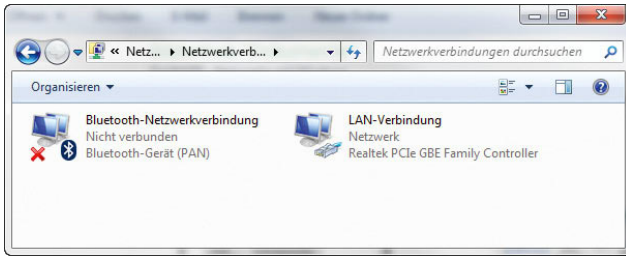 « Netz... ▸ Netzwerkverb... ▸
Netzwerkverbindungen durchsuchen
Organisieren
Bluetooth-Netzwerkverbindung
Nicht verbunden
Bluetooth-Gerät (PAN)
LAN-Verbindung
Netzwerk
Realtek PCIe GBE Family Controller